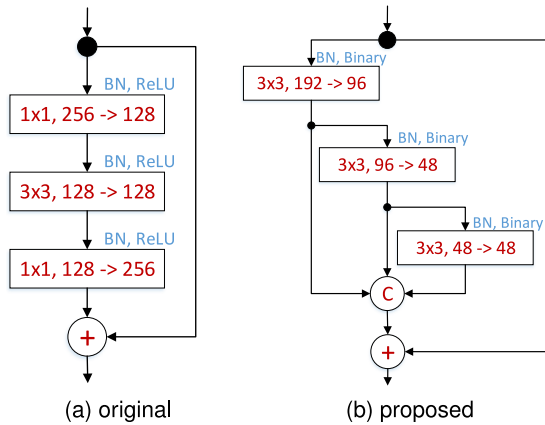 BN, ReLU
1x1, 256 -> 128
BN, ReLU
3x3, 128 -> 128
BN, ReLU
1x1, 128 -> 256
+
(a) original
BN, Binary
3x3, 192 -> 96
BN, Binary
3x3, 96 -> 48
BN, Binary
3x3, 48 -> 48
C
+
(b) proposed